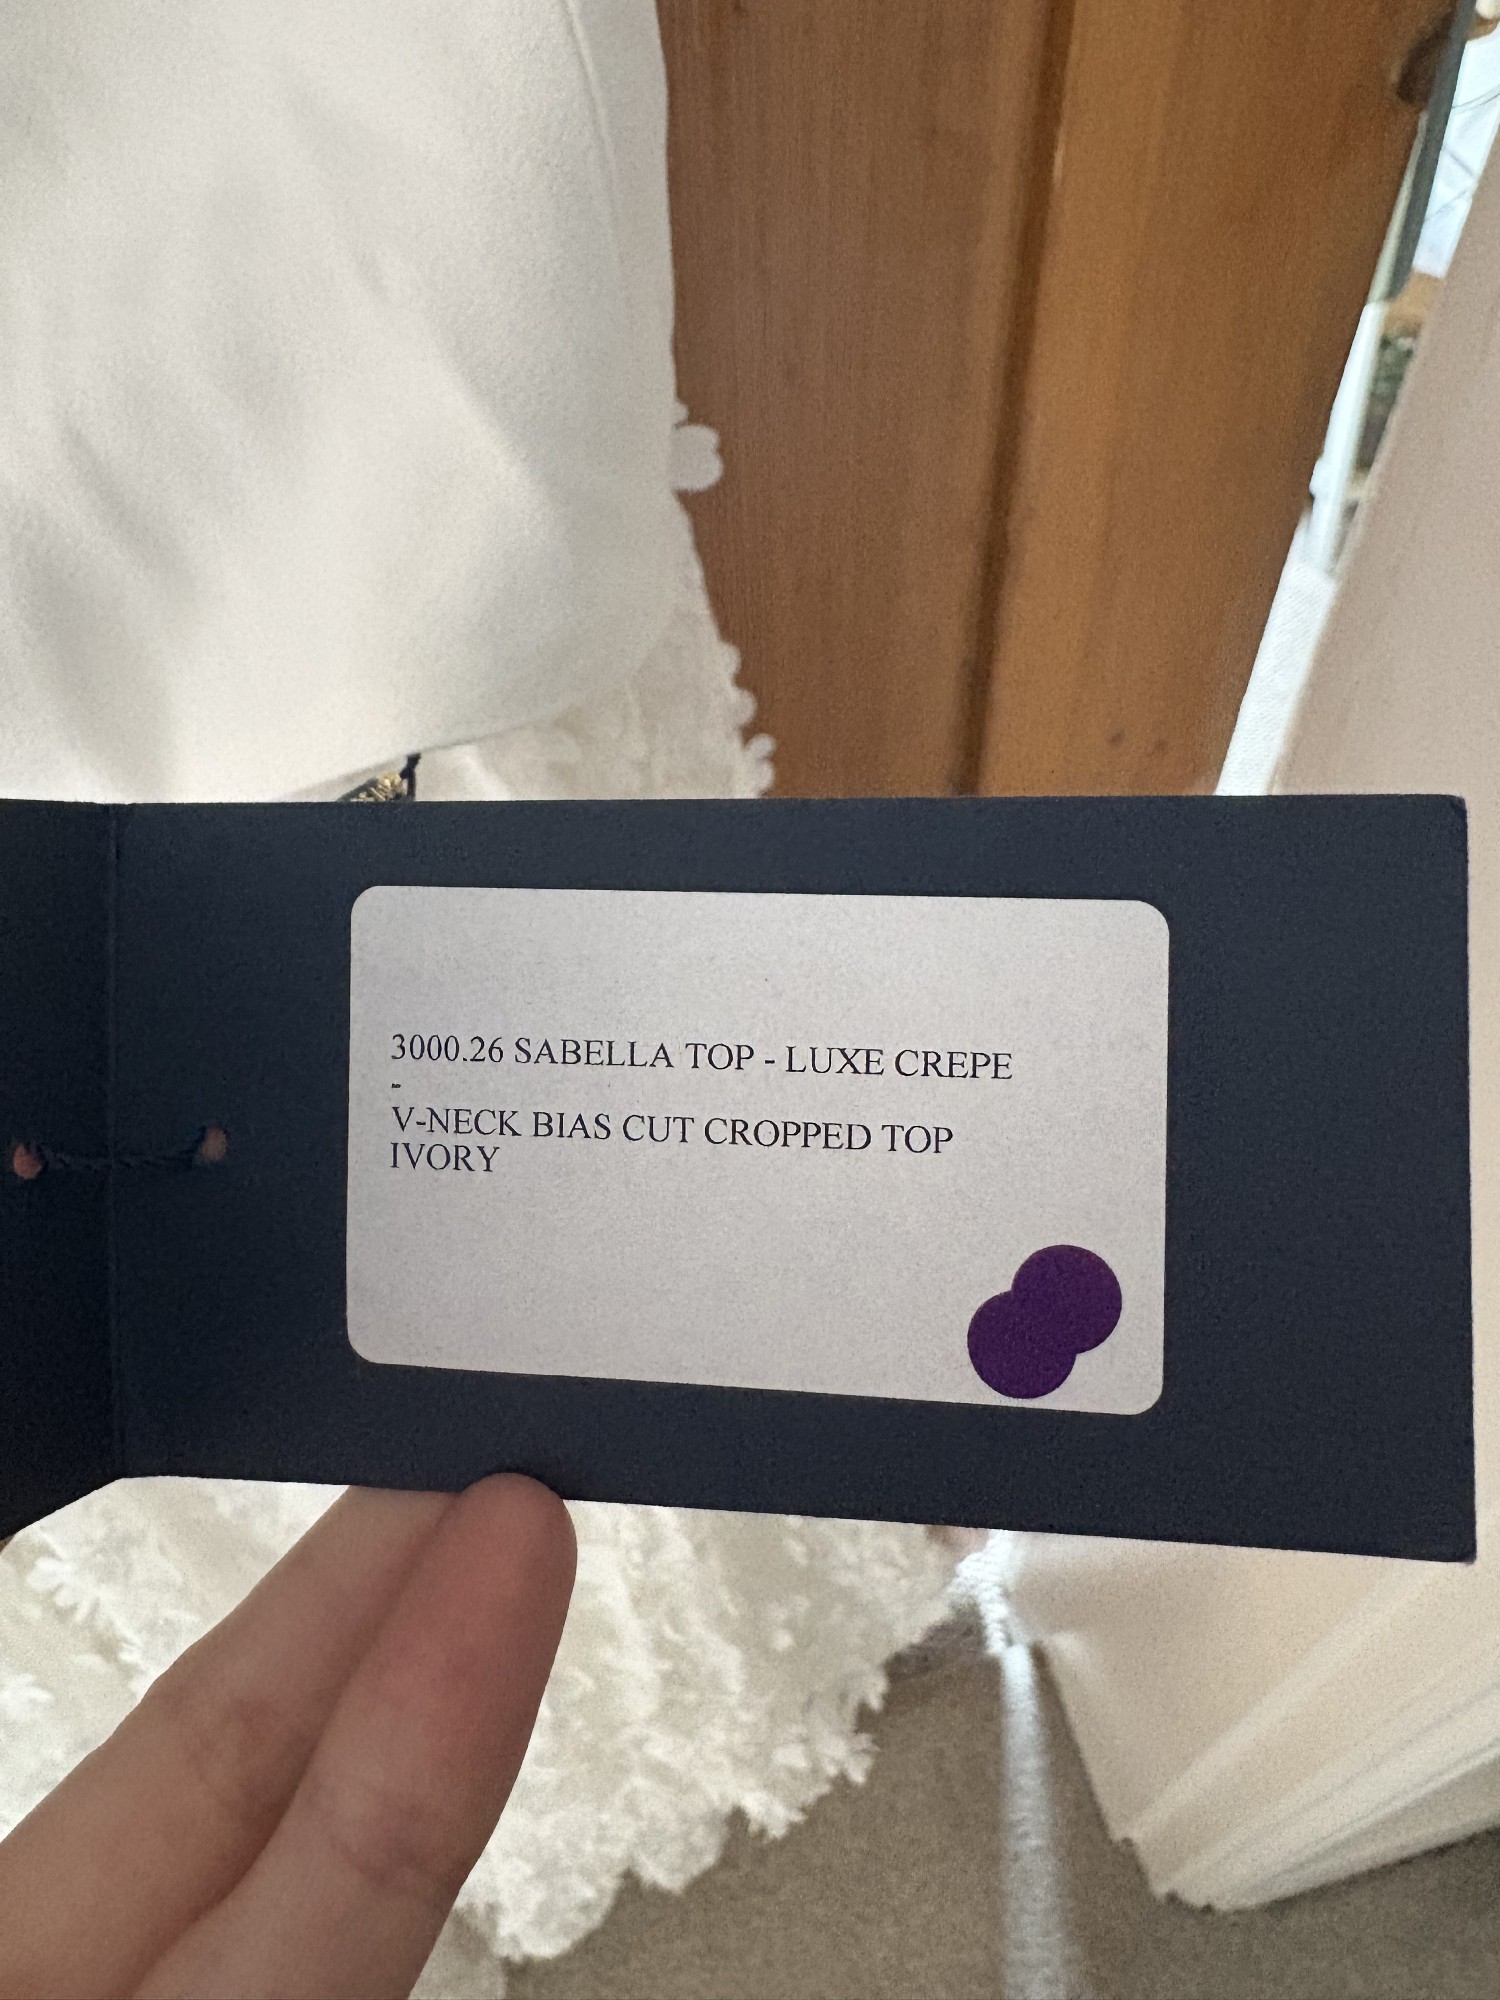 3000.26 SABELLA TOP - LUXE CREPE
-
V-NECK BIAS CUT CROPPED TOP
IVORY